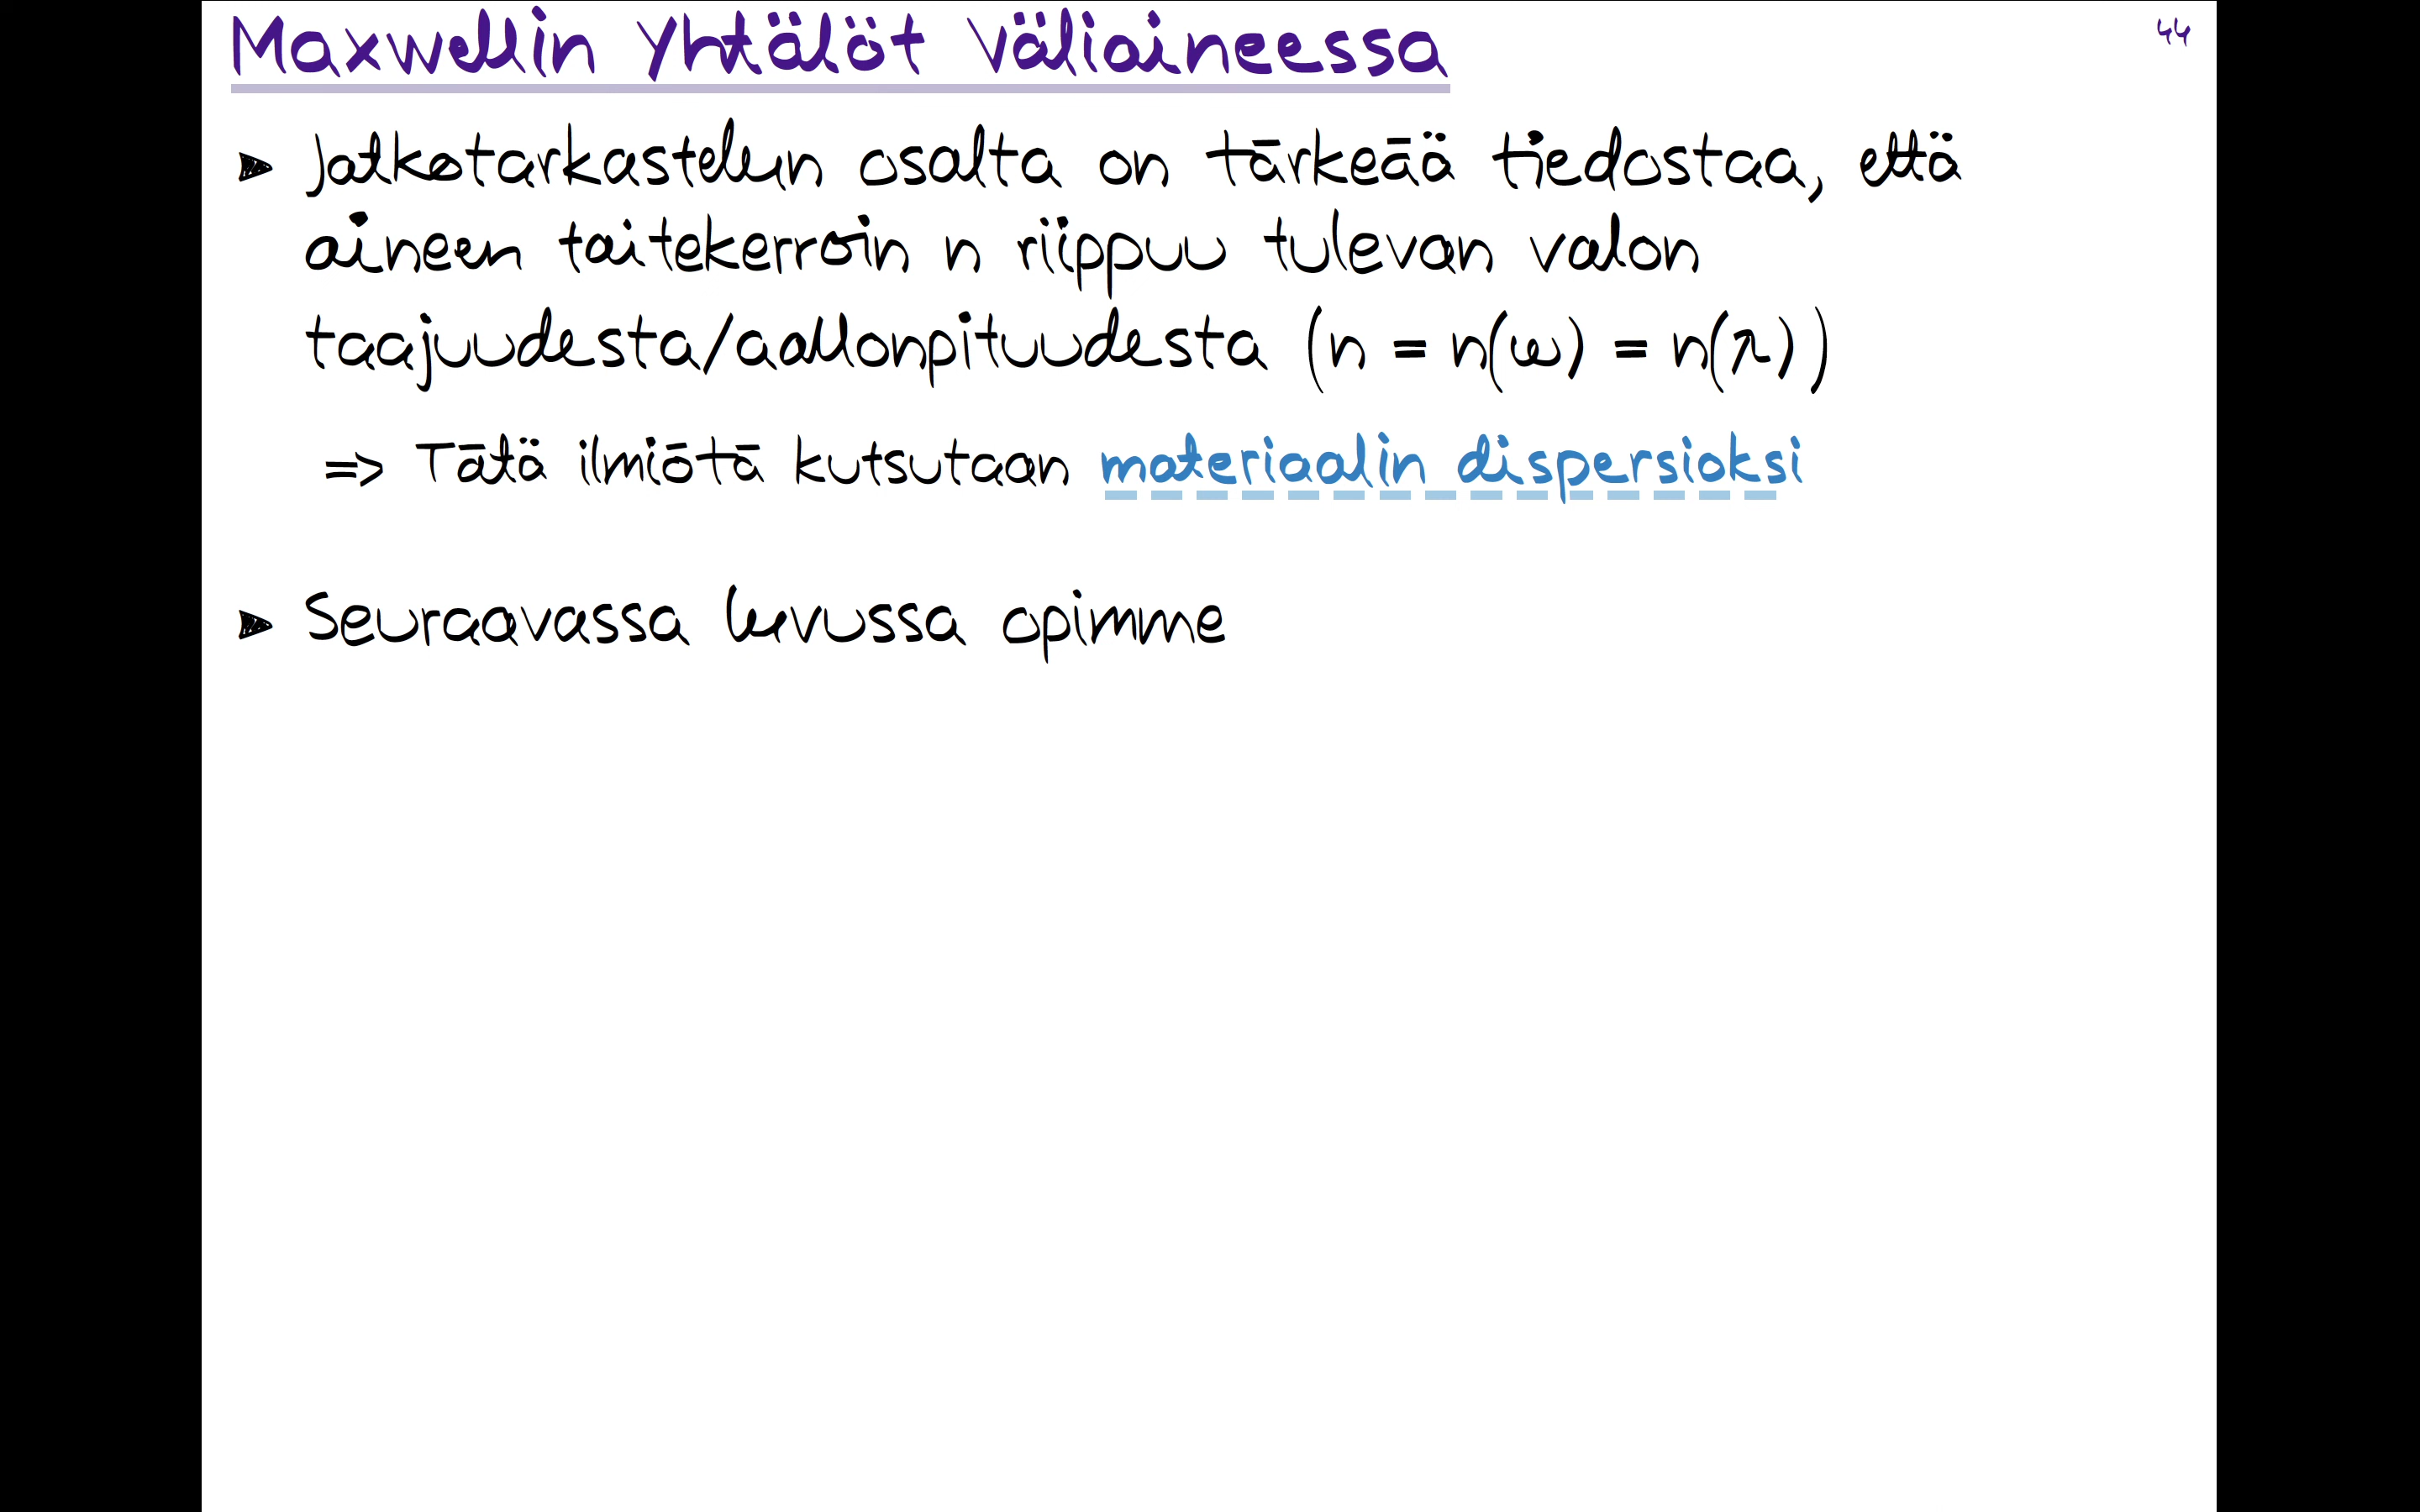 Maxwellin Yhtälöt Väliaineessa
44
Jatkotarkastelun osalta on tärkeää tiedostaa, että
aineen taitekerroin n riippuu tulevan valon
taajuudesta/aallonpituudesta (n = n(ω) = n(λ))
=> Tätä ilmiötä kutsutaan materiaalin dispersioksi
Seuraavassa luvussa opimme